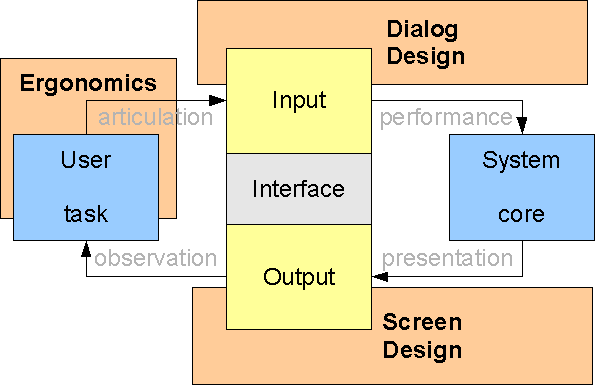 Dialog
Design
Ergonomics
articulation
Input
performance
User
task
Interface
System
core
observation
Output
presentation
Screen
Design